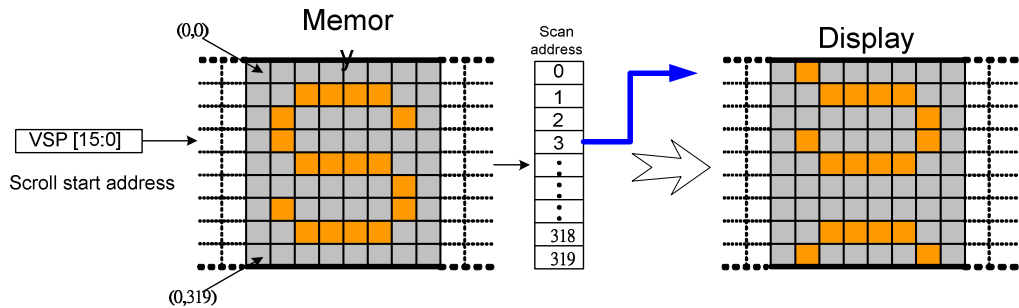 (0,0)
Memor
y
Scan
address
Display
0
1
2
3
318
319
VSP [15:0]
Scroll start address
(0,319)